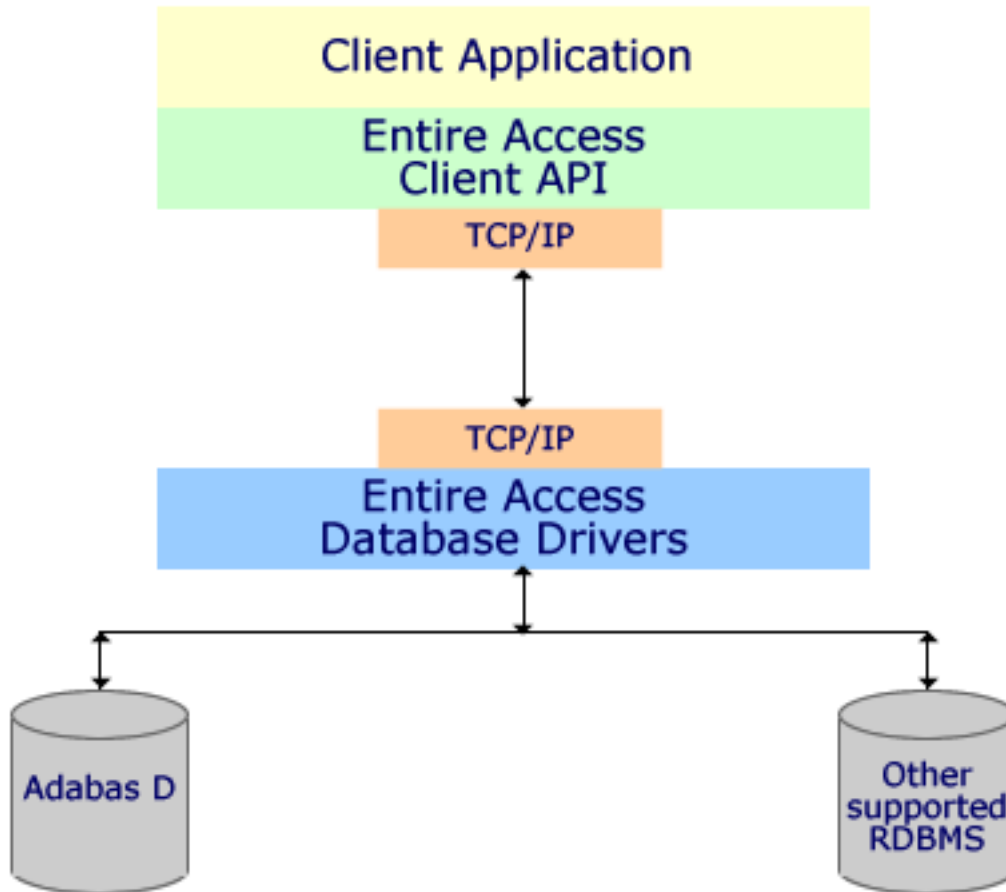 Client Application
Entire Access
Client API
TCP/IP
TCP/IP
Entire Access
Database Drivers
Adabas D
Other
supported
RDBMS